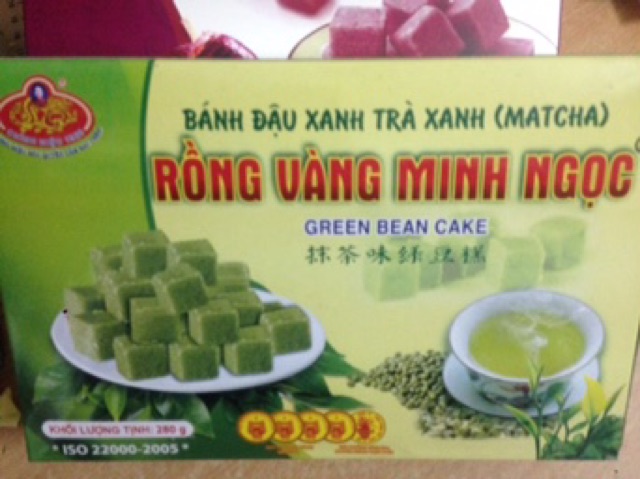 BÁNH ĐẬU XANH TRÀ XANH (MATCHA)
RỒNG VÀNG MINH NGỌC
GREEN BEAN CAKE
抹茶味绿豆糕
KHỐI LƯỢNG TỊNH: 280 g
* ISO 22000-2005 *